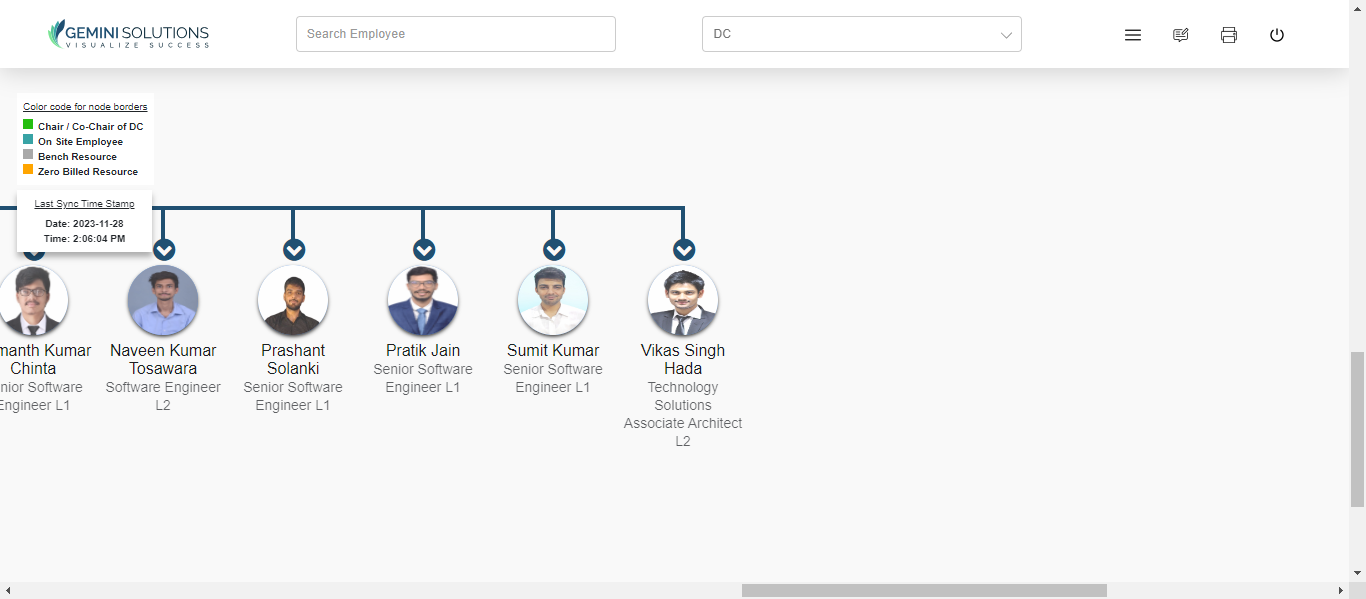 GEMINI SOLUTIONS
VISUALIZE SUCCESS
Search Employee
DC
Color code for node borders
Chair / Co-Chair of DC
On Site Employee
Bench Resource
Zero Billed Resource
Last Sync Time Stamp
Date: 2023-11-28
Time: 2:06:04 PM
manth Kumar
Chinta
nior Software
Engineer L1
Naveen Kumar
Tosawara
Software Engineer
L2
Prashant
Solanki
Senior Software
Engineer L1
Pratik Jain
Senior Software
Engineer L1
Sumit Kumar
Senior Software
Engineer L1
Vikas Singh
Hada
Technology
Solutions
Associate Architect
L2